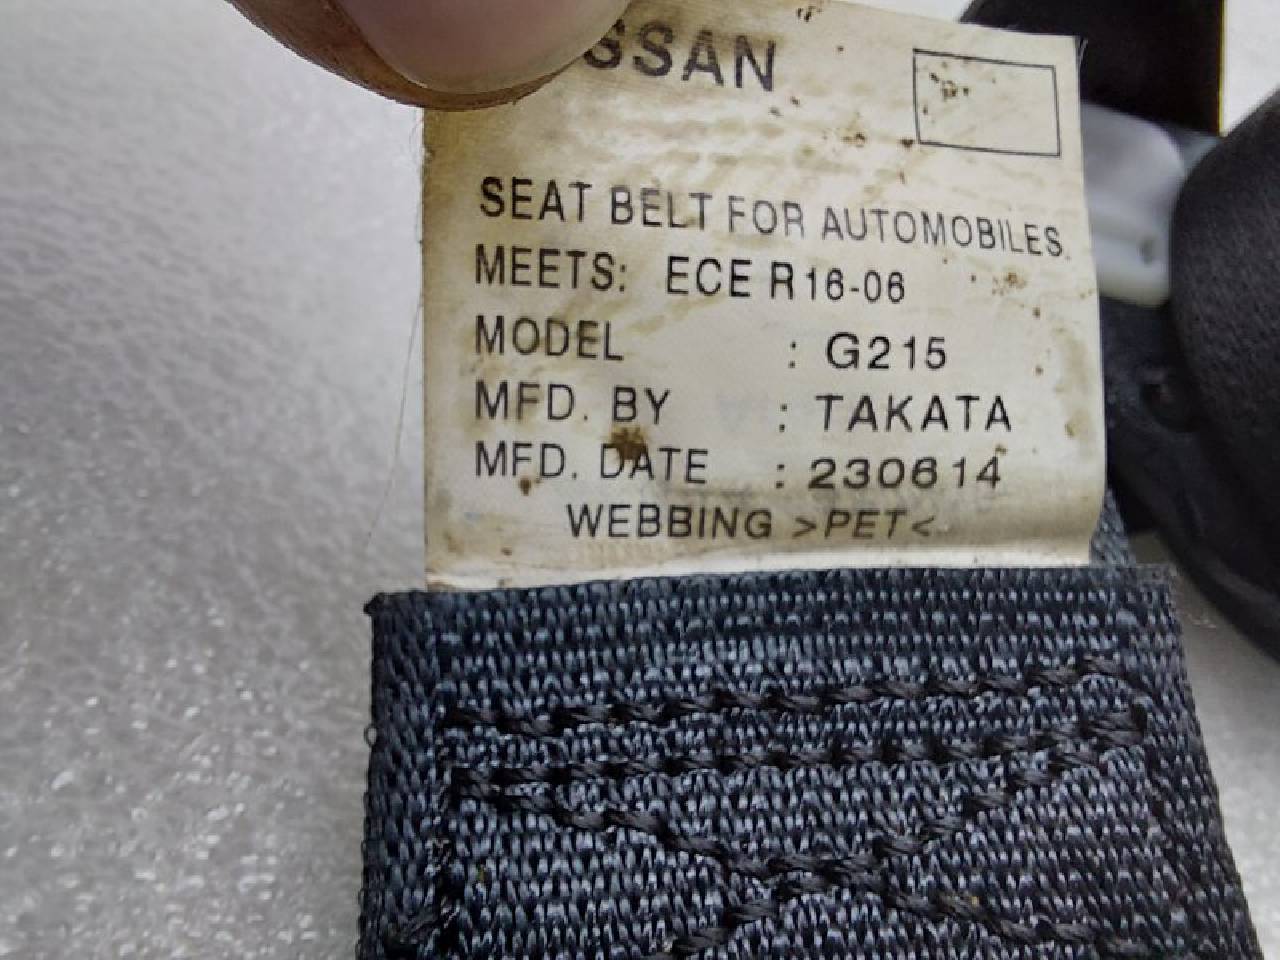 SSAN
SEAT BELT FOR AUTOMOBILES.
MEETS: ECE R16-06
MODEL : G215
MFD. BY : TAKATA
MFD. DATE : 230614
WEBBING >PET<